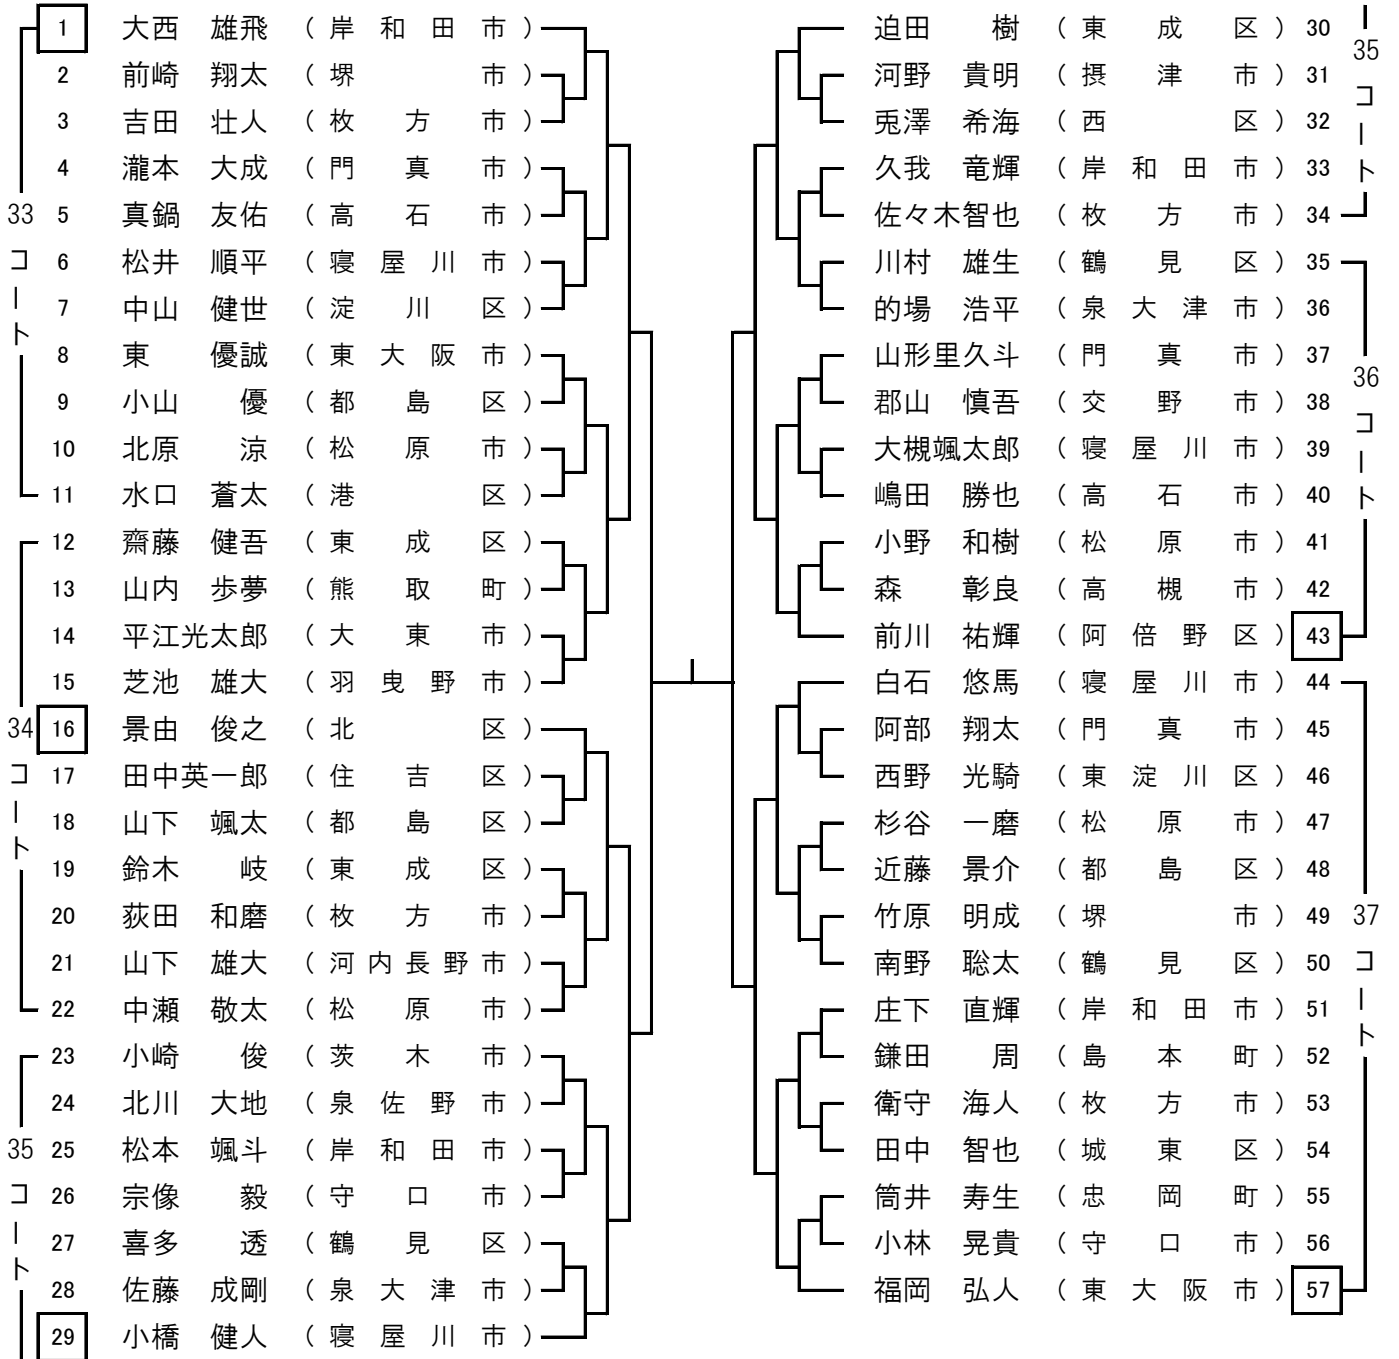 1 大西 雄飛 (岸和田市)
2 前崎 翔太 (堺市)
3 吉田 壮人 (枚方市)
4 瀧本 大成 (門真市)
5 真鍋 友佑 (高石市)
6 松井 順平 (寝屋川市)
7 中山 健世 (淀川区)
8 東 優誠 (東大阪市)
9 小山 優 (都島区)
10 北原 涼 (松原市)
11 水口 蒼太 (港区)
33コート
12 齋藤 健吾 (東成区)
13 山内 歩夢 (熊取町)
14 平江光太郎 (大東市)
15 芝池 雄大 (羽曳野市)
16 景由 俊之 (北区)
17 田中英一郎 (住吉区)
18 山下 颯太 (都島区)
19 鈴木 岐 (東成区)
20 荻田 和磨 (枚方市)
21 山下 雄大 (河内長野市)
22 中瀬 敬太 (松原市)
34コート
23 小崎 俊 (茨木市)
24 北川 大地 (泉佐野市)
25 松本 颯斗 (岸和田市)
26 宗像 毅 (守口市)
27 喜多 透 (鶴見区)
28 佐藤 成剛 (泉大津市)
29 小橋 健人 (寝屋川市)
35コート
迫田 樹 (東成区) 30
河野 貴明 (摂津市) 31
兎澤 希海 (西区) 32
久我 竜輝 (岸和田市) 33
佐々木智也 (枚方市) 34
35コート
川村 雄生 (鶴見区) 35
的場 浩平 (泉大津市) 36
山形里久斗 (門真市) 37
郡山 慎吾 (交野市) 38
大槻颯太郎 (寝屋川市) 39
嶋田 勝也 (高石市) 40
小野 和樹 (松原市) 41
森 彰良 (高槻市) 42
前川 祐輝 (阿倍野区) 43
36コート
白石 悠馬 (寝屋川市) 44
阿部 翔太 (門真市) 45
西野 光騎 (東淀川区) 46
杉谷 一磨 (松原市) 47
近藤 景介 (都島区) 48
竹原 明成 (堺市) 49
南野 聡太 (鶴見区) 50
庄下 直輝 (岸和田市) 51
鎌田 周 (島本町) 52
衛守 海人 (枚方市) 53
田中 智也 (城東区) 54
筒井 寿生 (忠岡町) 55
小林 晃貴 (守口市) 56
福岡 弘人 (東大阪市) 57
37コート